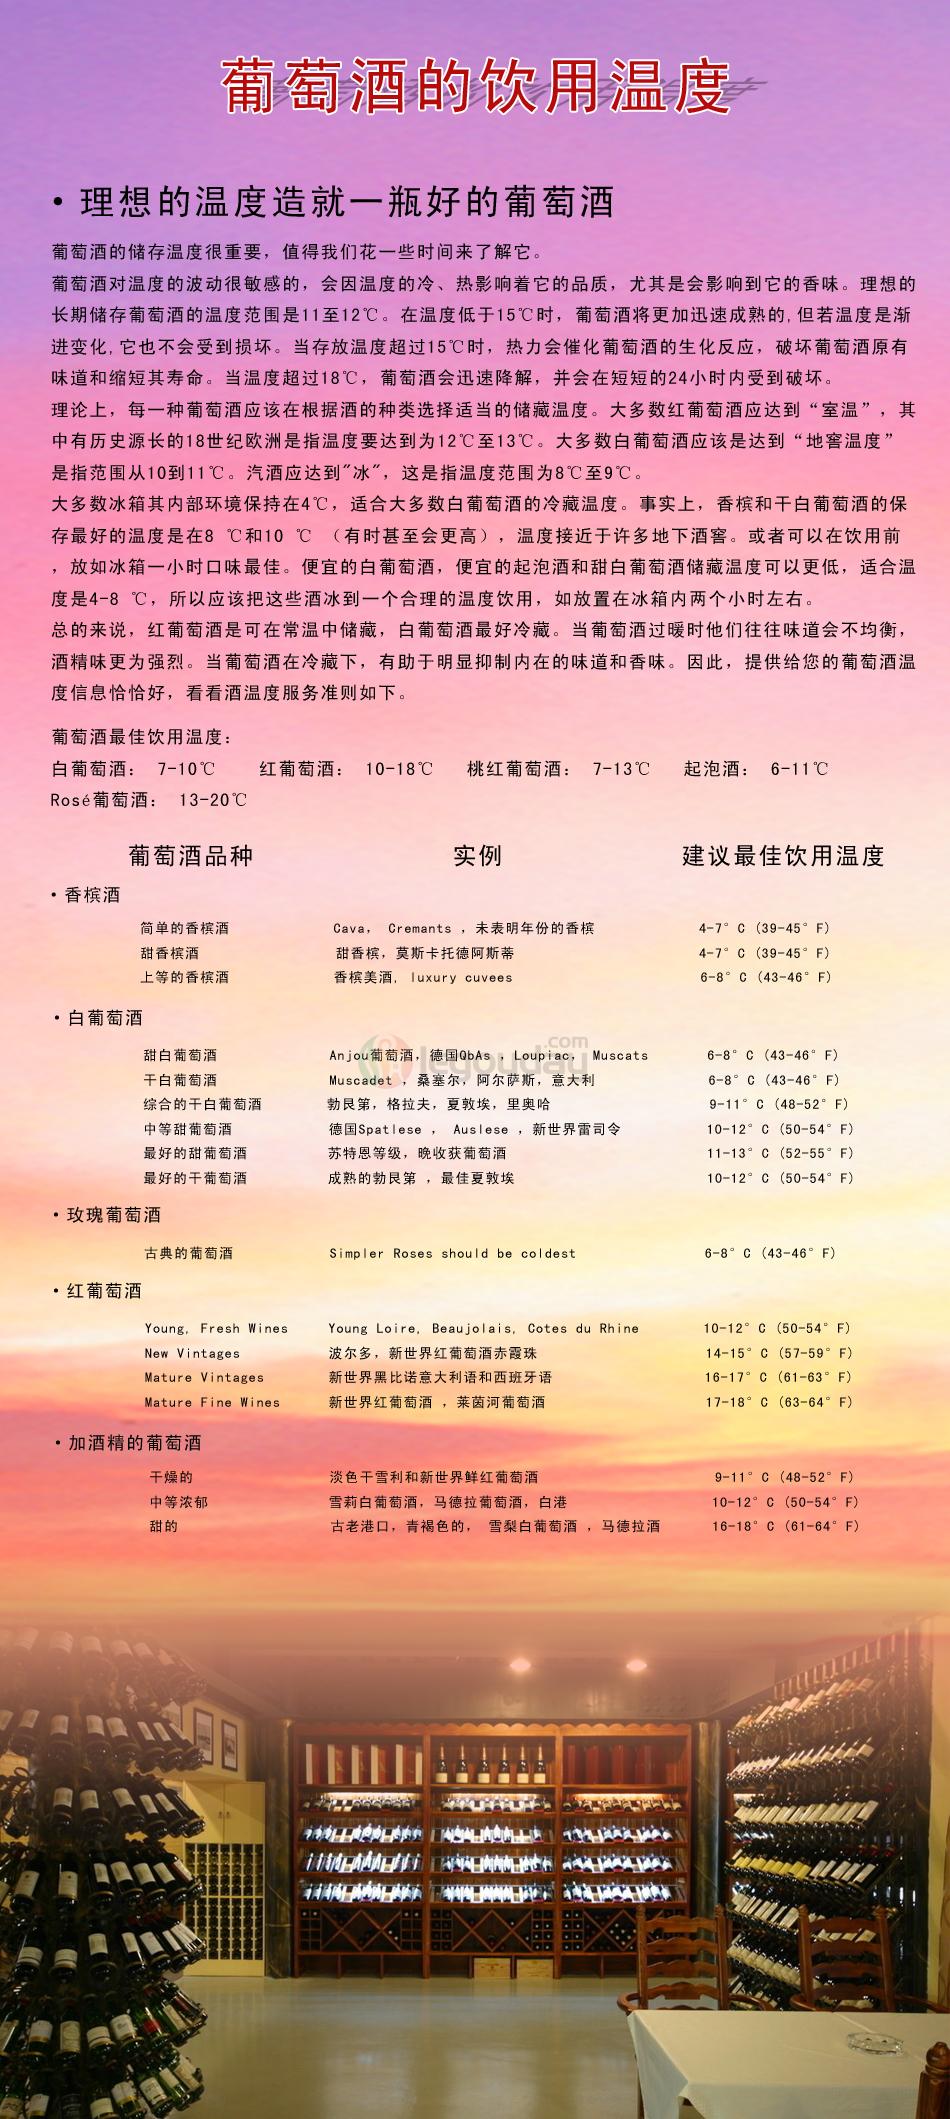 葡萄酒的饮用温度
·理想的温度造就一瓶好的葡萄酒
葡萄酒的储存温度很重要，值得我们花一些时间来了解它。
葡萄酒对温度的波动很敏感的，会因温度的冷、热影响着它的品质，尤其是会影响到它的香味。理想的
长期储存葡萄酒的温度范围是11至12℃。在温度低于15℃时，葡萄酒将更加迅速成熟的,但若温度是渐
进变化,它也不会受到损坏。当存放温度超过15℃时，热力会催化葡萄酒的生化反应，破坏葡萄酒原有
味道和缩短其寿命。当温度超过18℃，葡萄酒会迅速降解，并会在短短的24小时内受到破坏。
理论上，每一种葡萄酒应该在根据酒的种类选择适当的储藏温度。大多数红葡萄酒应达到“室温”，其
中有历史源长的18世纪欧洲是指温度要达到为12℃至13℃。大多数白葡萄酒应该是达到“地窖温度”
是指范围从10到11℃。汽酒应达到"冰"，这是指温度范围为8℃至9℃。
大多数冰箱其内部环境保持在4℃，适合大多数白葡萄酒的冷藏温度。事实上，香槟和干白葡萄酒的保
存最好的温度是在8 ℃和10 ℃ （有时甚至会更高），温度接近于许多地下酒窖。或者可以在饮用前
，放如冰箱一小时口味最佳。便宜的白葡萄酒，便宜的起泡酒和甜白葡萄酒储藏温度可以更低，适合温
度是4-8 ℃，所以应该把这些酒冰到一个合理的温度饮用，如放置在冰箱内两个小时左右。
总的来说，红葡萄酒是可在常温中储藏，白葡萄酒最好冷藏。当葡萄酒过暖时他们往往味道会不均衡，
酒精味更为强烈。当葡萄酒在冷藏下，有助于明显抑制内在的味道和香味。因此，提供给您的葡萄酒温
度信息恰恰好，看看酒温度服务准则如下。
葡萄酒最佳饮用温度：
白葡萄酒： 7-10℃ 红葡萄酒： 10-18℃ 桃红葡萄酒： 7-13℃ 起泡酒： 6-11℃
Rosé葡萄酒： 13-20℃
葡萄酒品种 实例 建议最佳饮用温度
·香槟酒
简单的香槟酒 Cava， Cremants ，未表明年份的香槟 4-7°C (39-45°F)
甜香槟酒 甜香槟，莫斯卡托德阿斯蒂 4-7°C (39-45°F)
上等的香槟酒 香槟美酒，luxury cuvees 6-8°C (43-46°F)
·白葡萄酒
甜白葡萄酒 Anjou葡萄酒，德国QbAs ，Loupiac， Muscats 6-8°C (43-46°F)
干白葡萄酒 Muscadet ，桑塞尔，阿尔萨斯，意大利 6-8°C (43-46°F)
综合的干白葡萄酒 勃艮第，格拉夫，夏敦埃，里奥哈 9-11°C (48-52°F)
中等甜葡萄酒 德国Spatlese ， Auslese ，新世界雷司令 10-12°C (50-54°F)
最好的甜葡萄酒 苏特恩等级，晚收获葡萄酒 11-13°C (52-55°F)
最好的干葡萄酒 成熟的勃艮第 ，最佳夏敦埃 10-12°C (50-54°F)
·玫瑰葡萄酒
古典的葡萄酒 Simpler Roses should be coldest 6-8°C (43-46°F)
·红葡萄酒
Young, Fresh Wines Young Loire, Beaujolais, Cotes du Rhine 10-12°C (50-54°F)
New Vintages 波尔多，新世界红葡萄酒赤霞珠 14-15°C (57-59°F)
Mature Vintages 新世界黑比诺意大利语和西班牙语 16-17°C (61-63°F)
Mature Fine Wines 新世界红葡萄酒 ，莱茵河葡萄酒 17-18°C (63-64°F)
·加酒精的葡萄酒
干燥的 淡色干雪利和新世界鲜红葡萄酒 9-11°C (48-52°F)
中等浓郁 雪莉白葡萄酒，马德拉葡萄酒，白港 10-12°C (50-54°F)
甜的 古老港口，青褐色的， 雪梨白葡萄酒 ，马德拉酒 16-18°C (61-64°F)
legouday.com